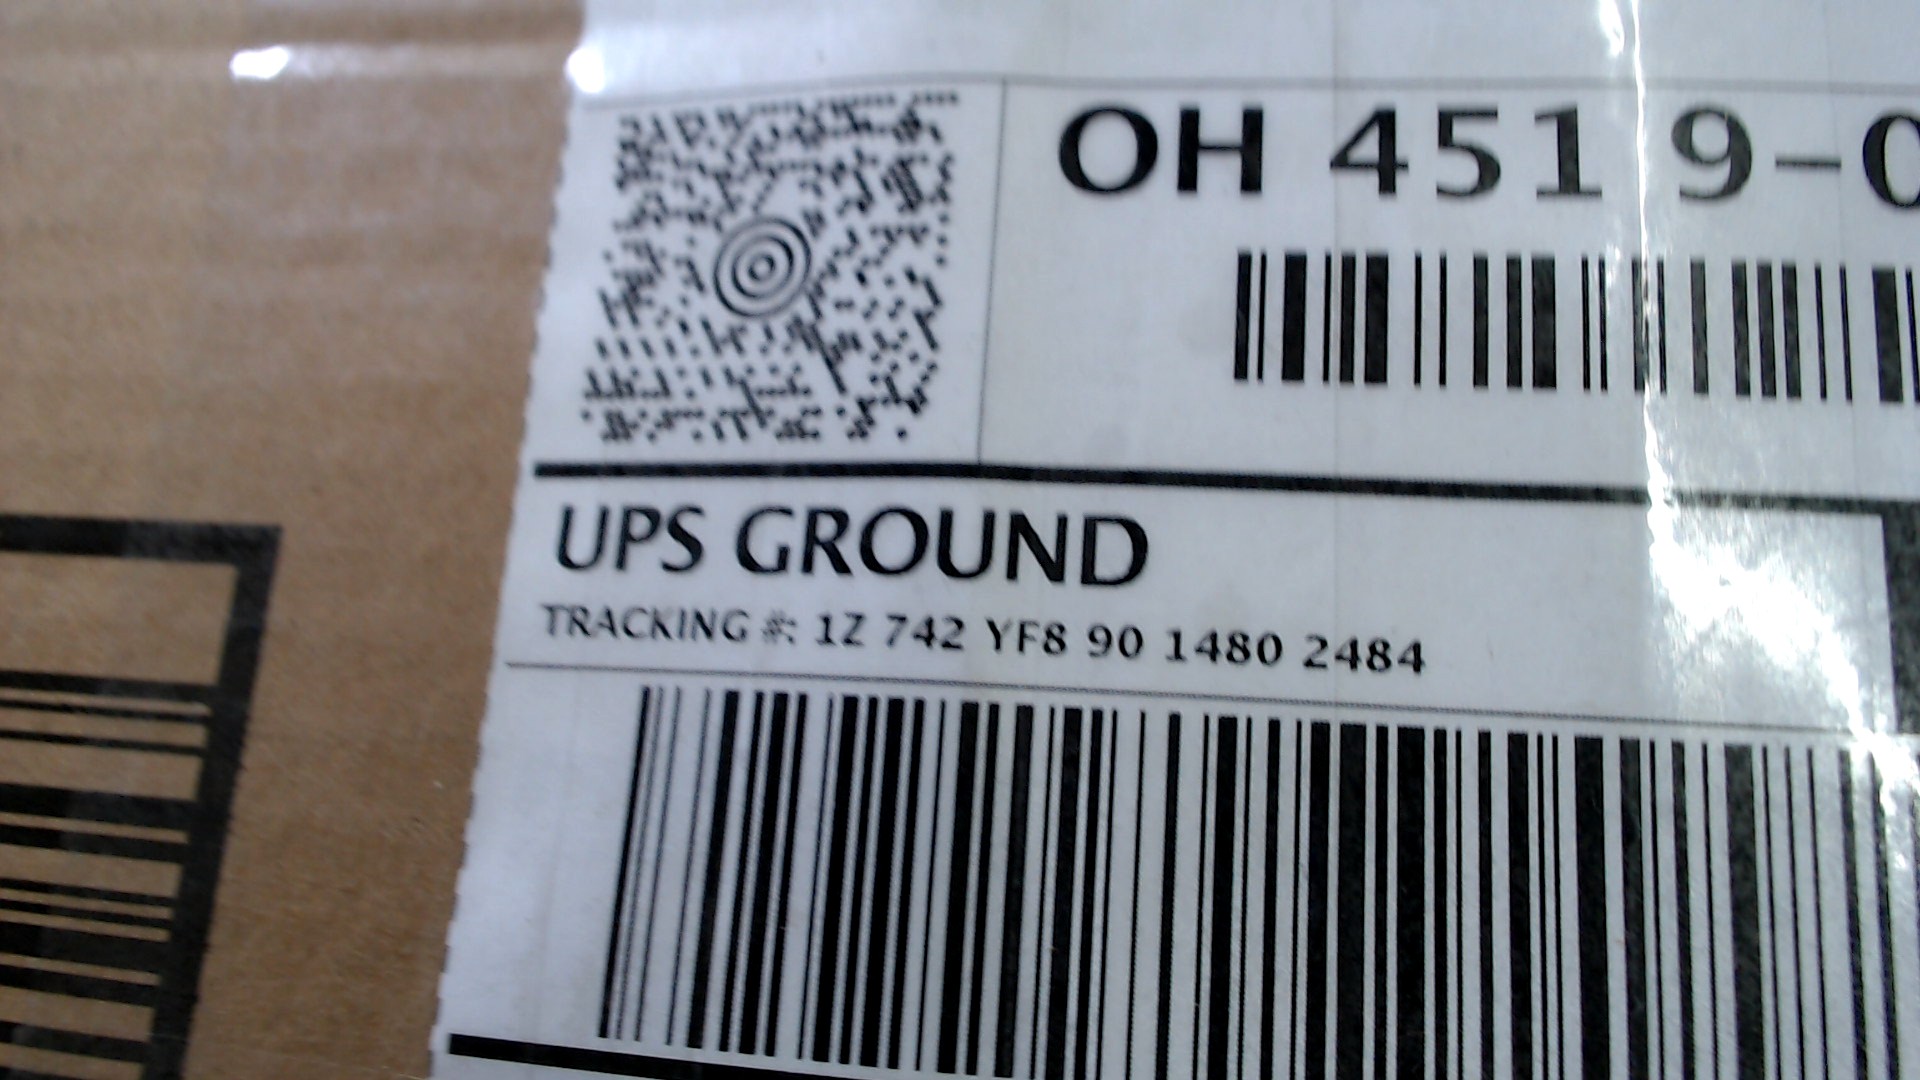 OH 451 9-0
UPS GROUND
TRACKING #: 1Z 742 YF8 90 1480 2484